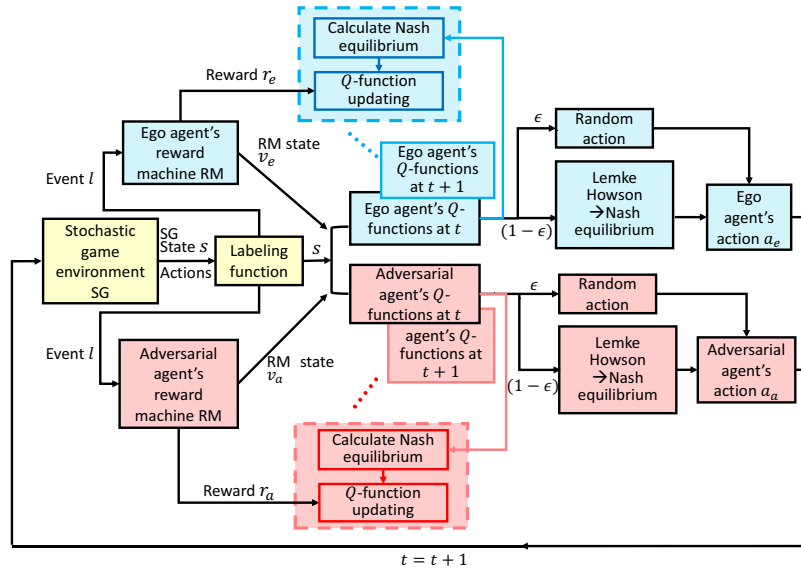 Calculate Nash
equilibrium
Q-function
updating
Reward r_e
Ego agent's
reward
machine RM
RM state
v_e
Event l
Ego agent's
Q-functions
at t + 1
Ego agent's Q-
functions at t
ϵ
Random
action
(1 − ϵ)
Lemke
Howson
→Nash
equilibrium
Ego
agent's
action a_e
Stochastic
game
environment
SG
SG
State s
Actions
Labeling
function
s
Adversarial
agent's Q-
functions at t
agent's Q-
functions at
t + 1
ϵ
Random
action
(1 − ϵ)
Lemke
Howson
→Nash
equilibrium
Adversarial
agent's
action a_a
Event l
Adversarial
agent's
reward
machine RM
RM state
v_a
Calculate Nash
equilibrium
Q-function
updating
Reward r_a
t = t + 1